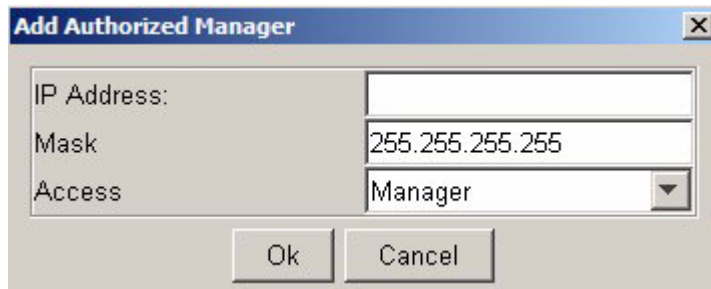 Add Authorized Manager
IP Address:
Mask 255.255.255.255
Access Manager
Ok Cancel